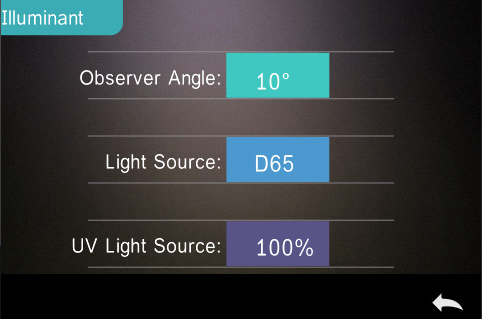 Illuminant
Observer Angle: 10°
Light Source: D65
UV Light Source: 100%